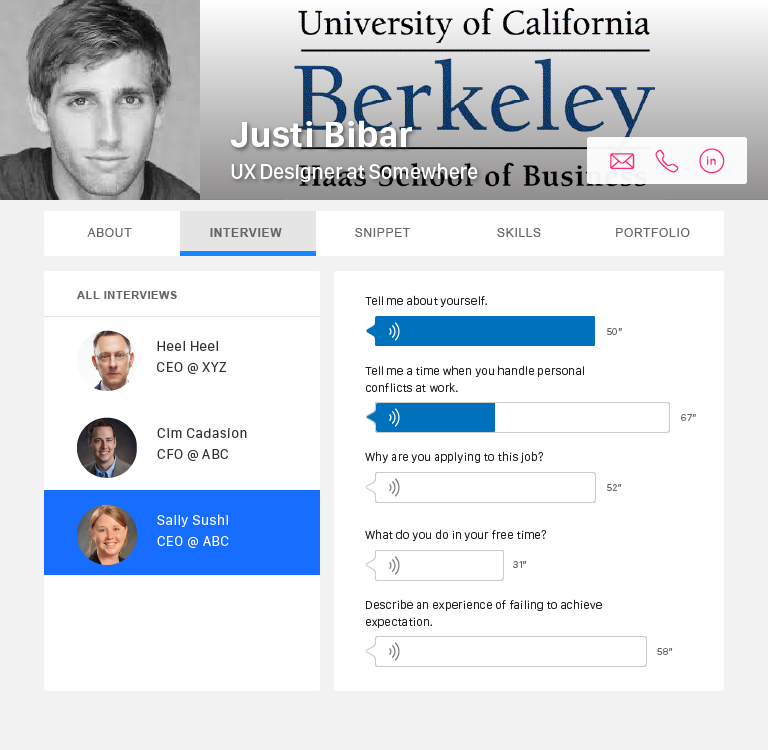 University of California
Berkeley
Haas School of Business
Justi Bibar
UX Designer at Somewhere
in
ABOUT
INTERVIEW
SNIPPET
SKILLS
PORTFOLIO
ALL INTERVIEWS
Heel Heel
CEO @ XYZ
Cim Cadasion
CFO @ ABC
Sally Sushi
CEO @ ABC
Tell me about yourself.
50”
Tell me a time when you handle personal
conflicts at work.
67”
Why are you applying to this job?
52”
What do you do in your free time?
31”
Describe an experience of failing to achieve
expectation.
58”